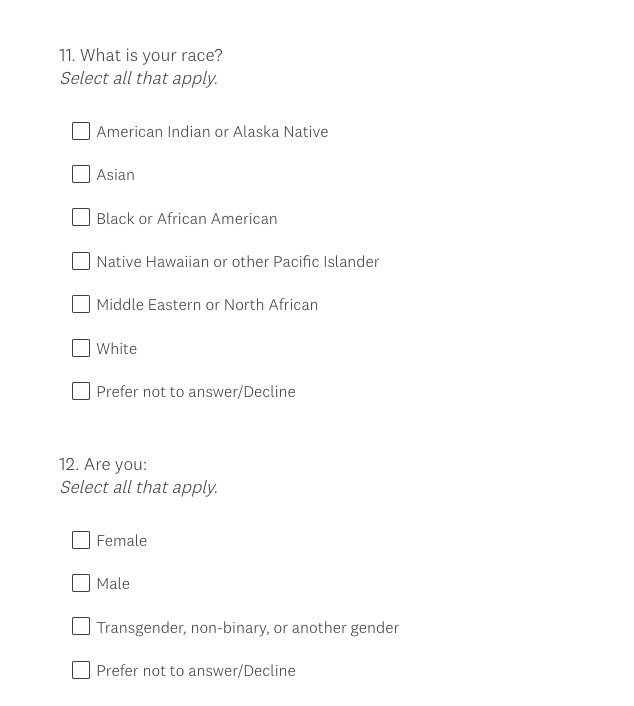 11. What is your race?
Select all that apply.
American Indian or Alaska Native
Asian
Black or African American
Native Hawaiian or other Pacific Islander
Middle Eastern or North African
White
Prefer not to answer/Decline
12. Are you:
Select all that apply.
Female
Male
Transgender, non-binary, or another gender
Prefer not to answer/Decline